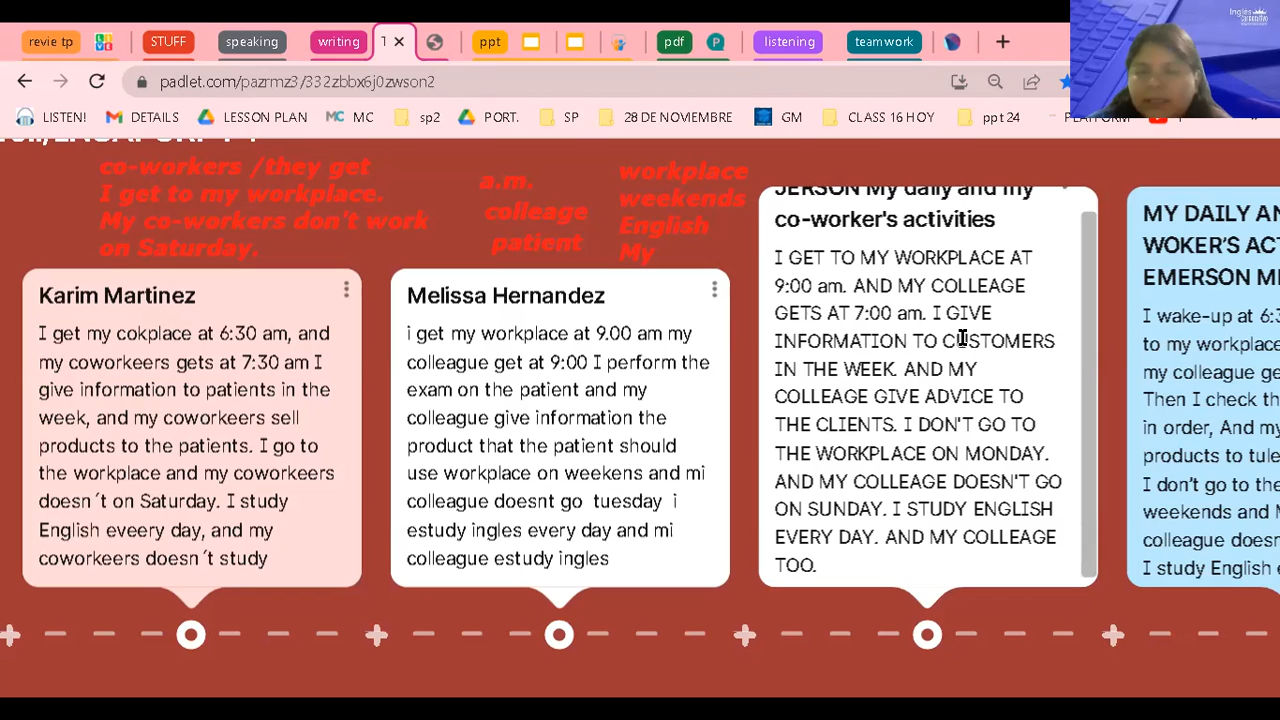 revie tp
STUFF
speaking
writing
ppt
pdf
listening
teamwork
padlet.com/pazrmz3/332zbbx6j0zwson2
LISTEN!
DETAILS
LESSON PLAN
MC
sp2
PORT.
SP
28 DE NOVIEMBRE
GM
CLASS 16 HOY
ppt 24
co-workers /they get
I get to my workplace.
My co-workers don't work
on Saturday.
a.m.
colleage
patient
workplace
weekends
English
My
Karim Martinez
I get my cokplace at 6:30 am, and
my coworkeers gets at 7:30 am I
give information to patients in the
week, and my coworkeers sell
products to the patients. I go to
the workplace and my coworkeers
doesn ́t on Saturday. I study
English eveery day, and my
coworkeers doesn ́t study
Melissa Hernandez
i get my workplace at 9.00 am my
colleague get at 9:00 I perform the
exam on the patient and my
colleague give information the
product that the patient should
use workplace on weekens and mi
colleague doesnt go tuesday i
estudy ingles every day and mi
colleague estudy ingles
JERSON My daily and my
co-worker's activities
I GET TO MY WORKPLACE AT
9:00 am. AND MY COLLEAGE
GETS AT 7:00 am. I GIVE
INFORMATION TO CUSTOMERS
IN THE WEEK. AND MY
COLLEAGE GIVE ADVICE TO
THE CLIENTS. I DON'T GO TO
THE WORKPLACE ON MONDAY.
AND MY COLLEAGE DOESN'T GO
ON SUNDAY. I STUDY ENGLISH
EVERY DAY. AND MY COLLEAGE
TOO.
MY DAILY AN
WOKER'S AC
EMERSON M
I wake-up at 6:3
to my workplace
my colleague ge
Then I check th
in order, And my
products to tule
I don't go to the
weekends and M
colleague doesn
I study English e